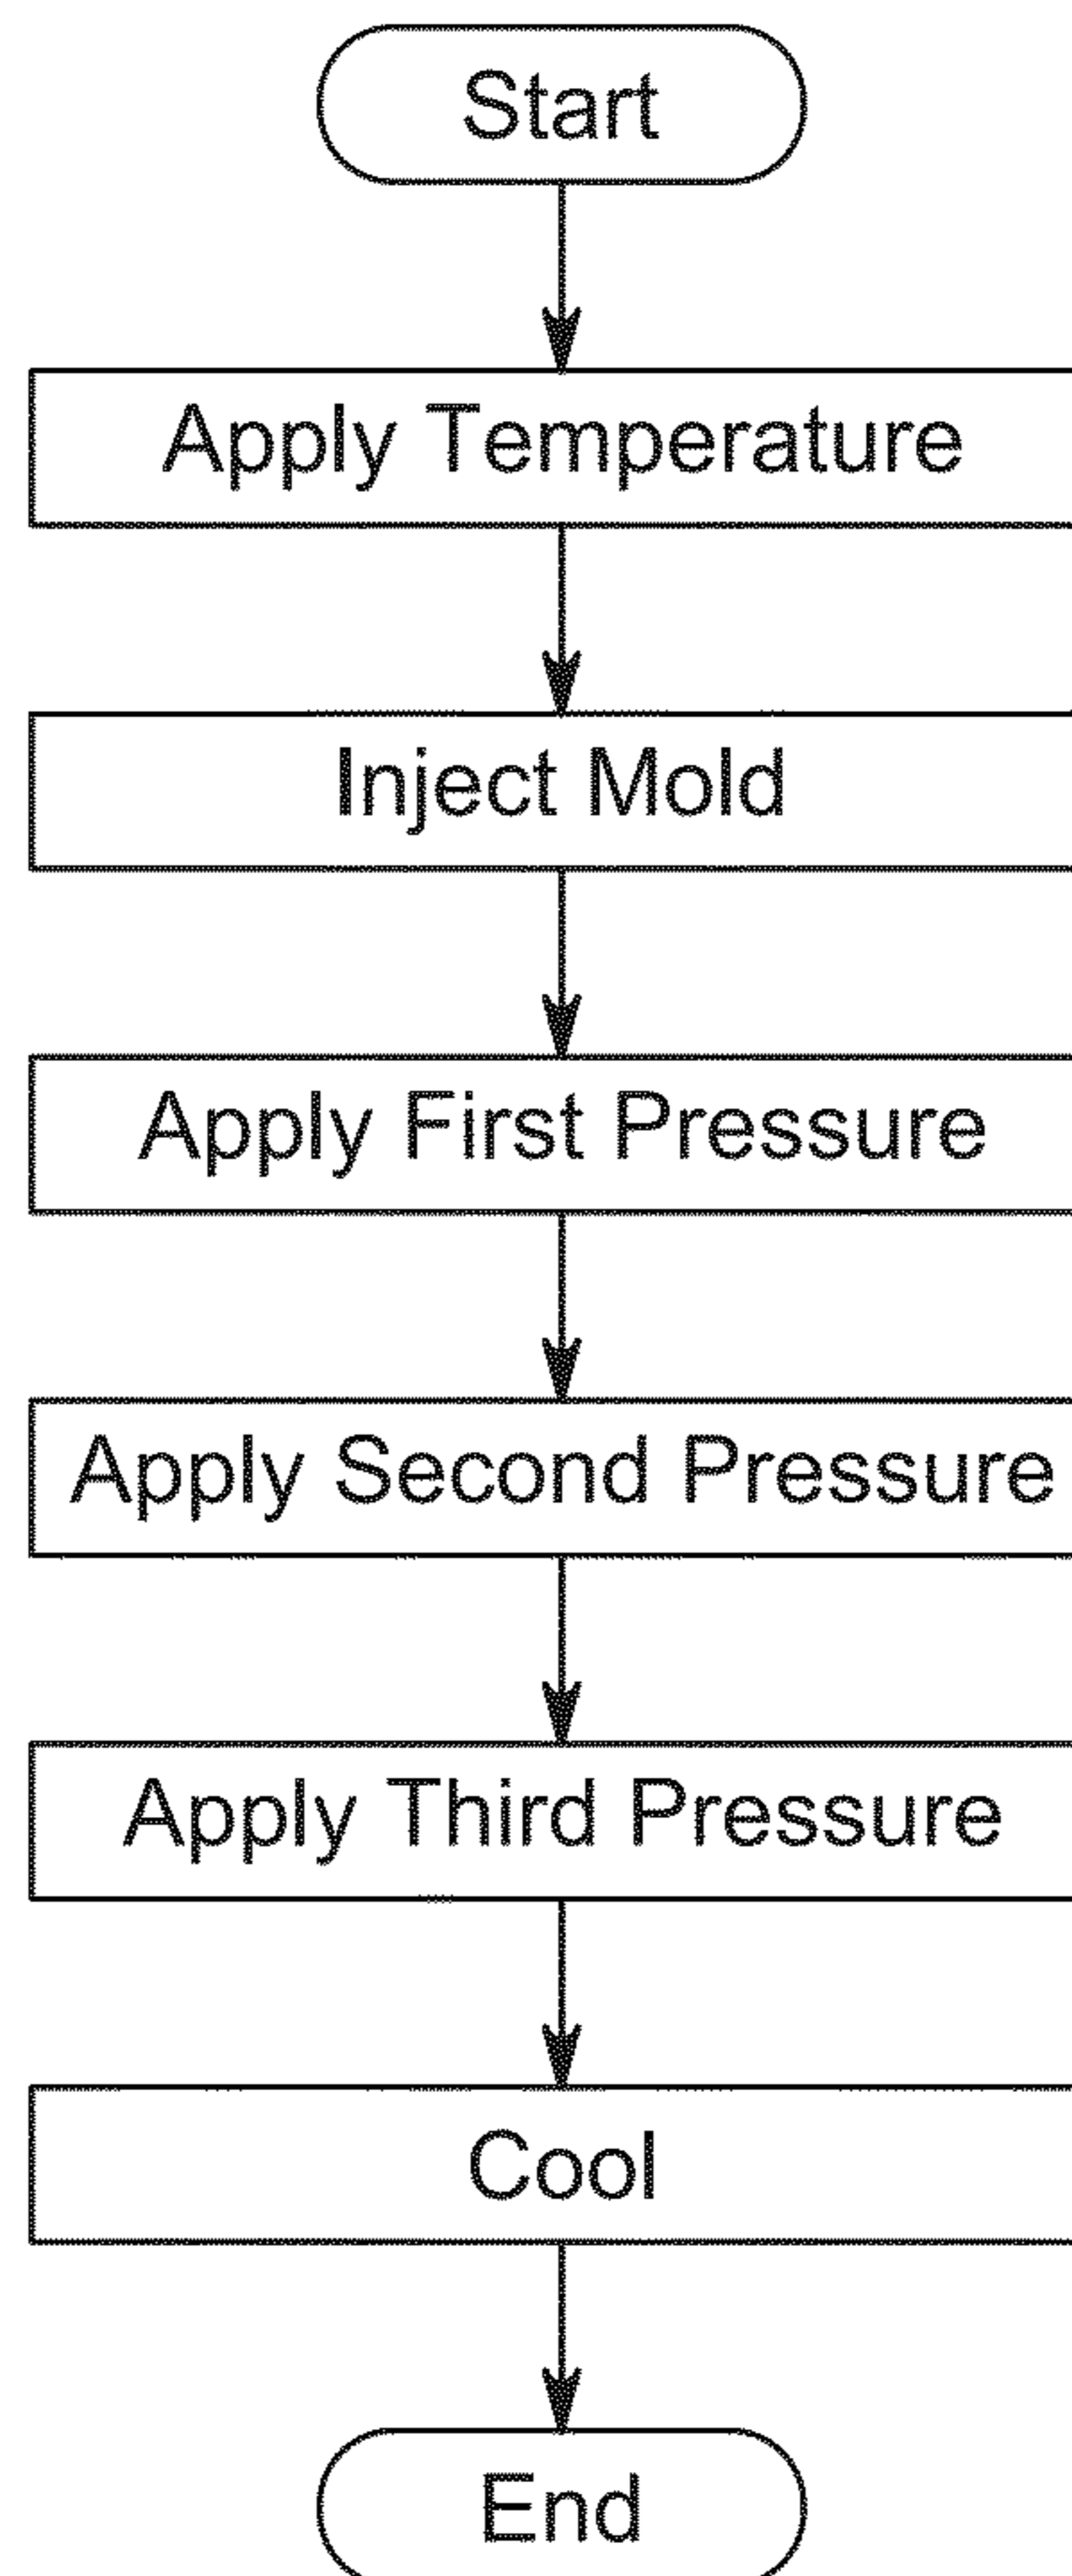 Start
Apply Temperature
Inject Mold
Apply First Pressure
Apply Second Pressure
Apply Third Pressure
Cool
End